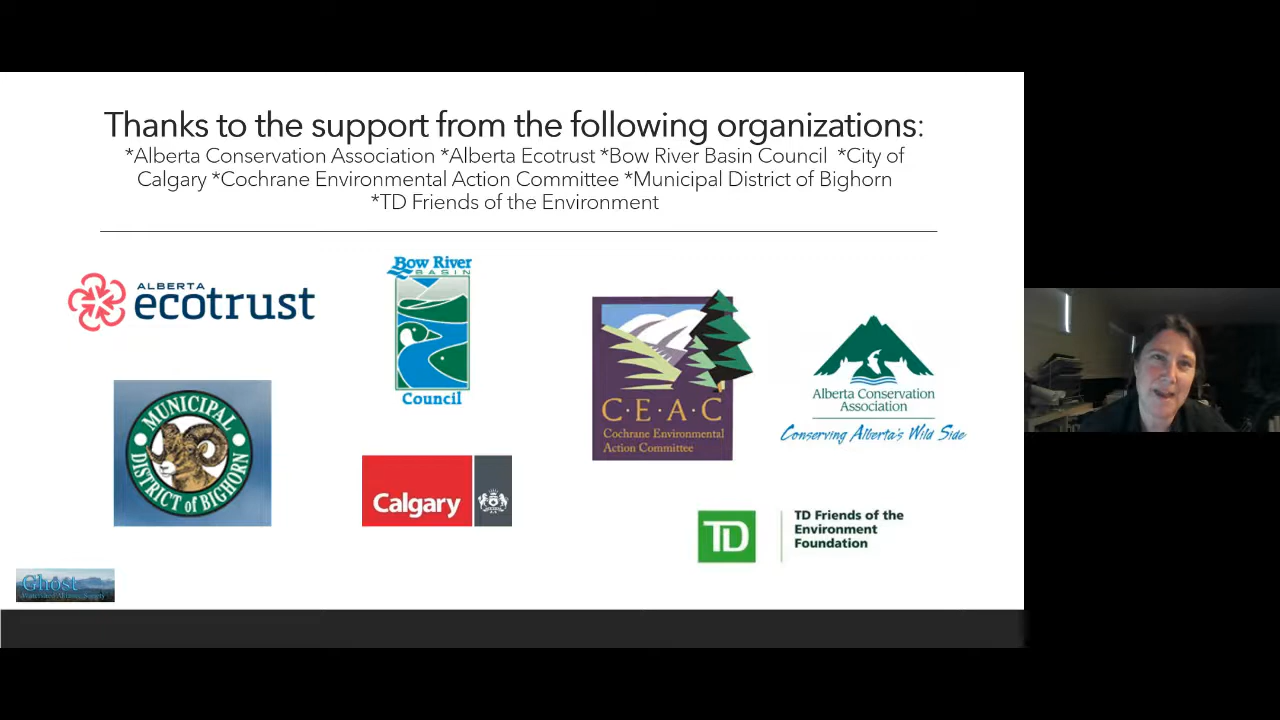 Thanks to the support from the following organizations:
*Alberta Conservation Association *Alberta Ecotrust *Bow River Basin Council *City of
Calgary *Cochrane Environmental Action Committee *Municipal District of Bighorn
*TD Friends of the Environment
ALBERTA
ecotrust
Bow River
BASIN
Council
MUNICIPAL
DISTRICT of BIGHORN
Calgary
C·E·A·C
Cochrane Environmental
Action Committee
Alberta Conservation
Association
Conserving Alberta's Wild Side
TD
TD Friends of the
Environment
Foundation
Ghost
Watershed Alliance Society